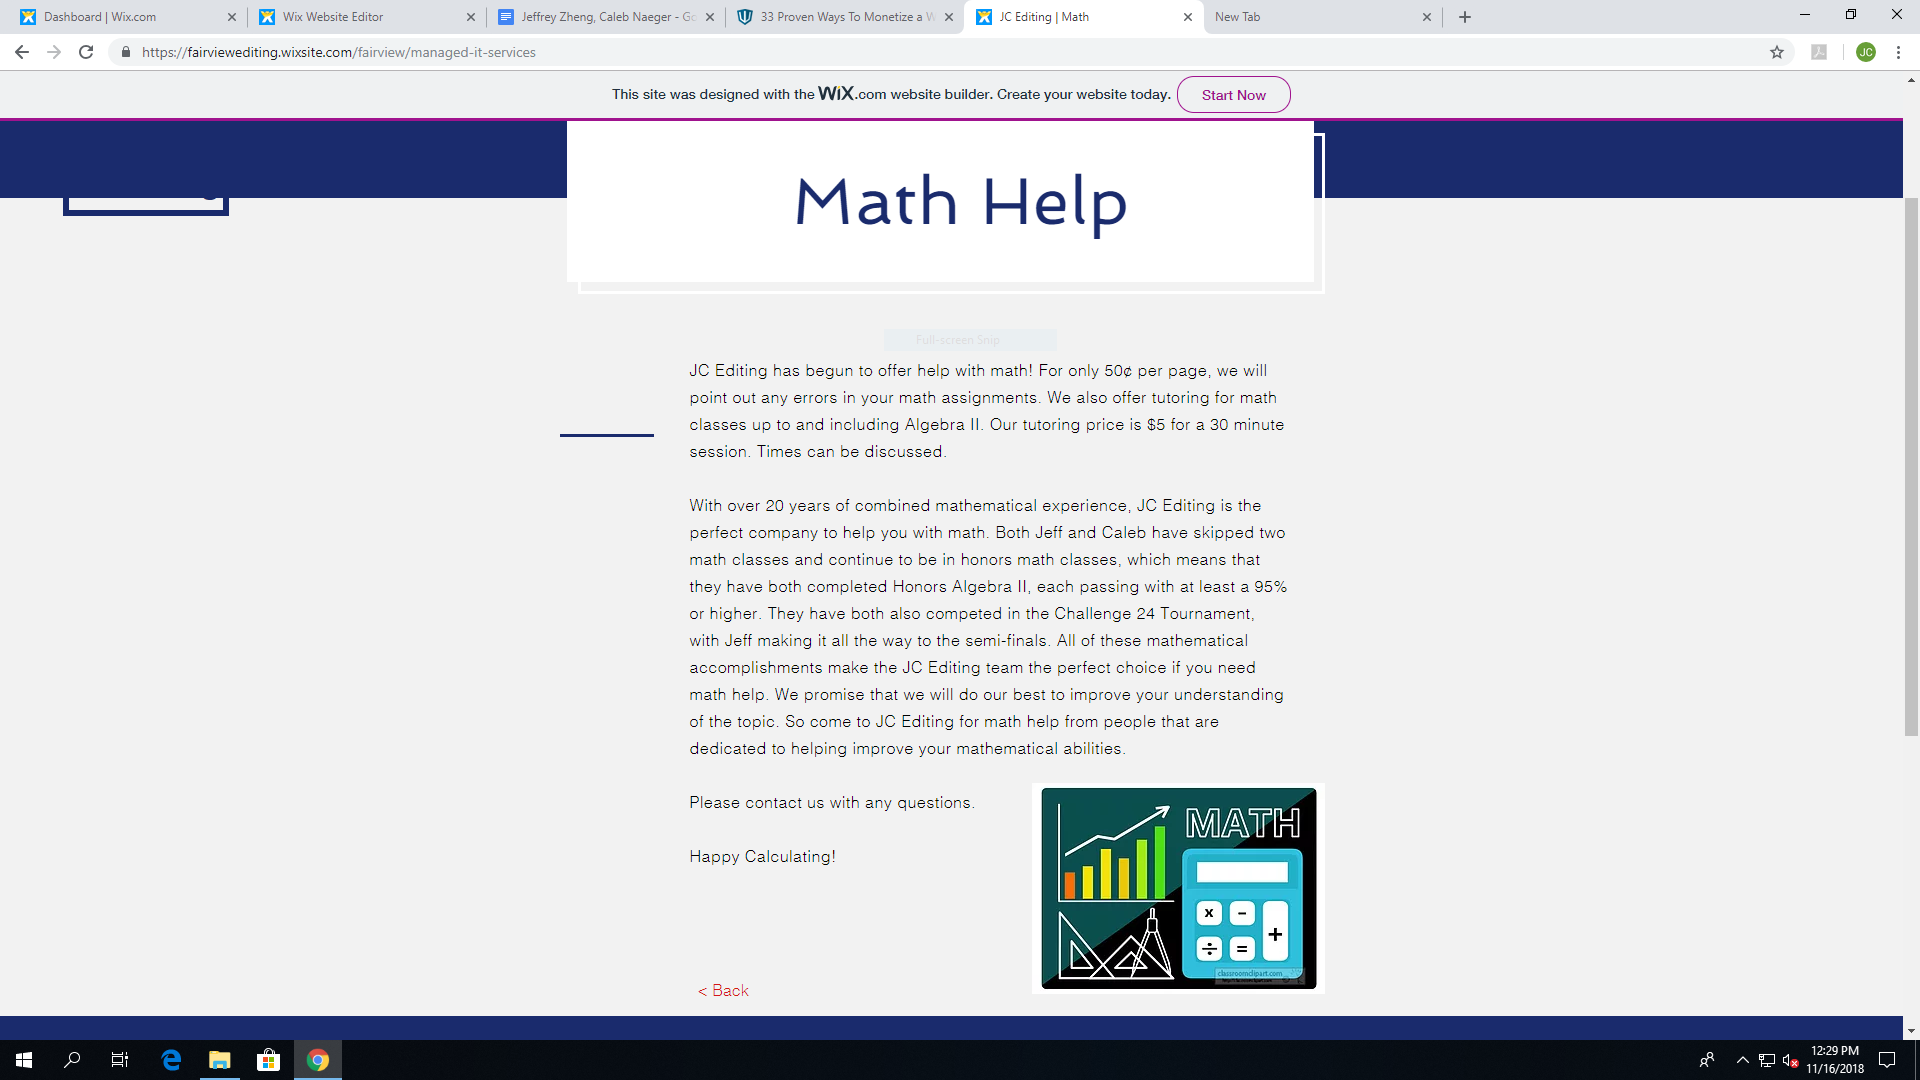 Dashboard | Wix.com
Wix Website Editor
Jeffrey Zheng, Caleb Naeger - Go
33 Proven Ways To Monetize a W
JC Editing | Math
New Tab
https://fairviewediting.wixsite.com/fairview/managed-it-services
JC
This site was designed with the WiX.com website builder. Create your website today.
Start Now
Math Help
Full-screen Snip
JC Editing has begun to offer help with math! For only 50¢ per page, we will
point out any errors in your math assignments. We also offer tutoring for math
classes up to and including Algebra II. Our tutoring price is $5 for a 30 minute
session. Times can be discussed.
With over 20 years of combined mathematical experience, JC Editing is the
perfect company to help you with math. Both Jeff and Caleb have skipped two
math classes and continue to be in honors math classes, which means that
they have both completed Honors Algebra II, each passing with at least a 95%
or higher. They have both also competed in the Challenge 24 Tournament,
with Jeff making it all the way to the semi-finals. All of these mathematical
accomplishments make the JC Editing team the perfect choice if you need
math help. We promise that we will do our best to improve your understanding
of the topic. So come to JC Editing for math help from people that are
dedicated to helping improve your mathematical abilities.
Please contact us with any questions.
Happy Calculating!
MATH
x −
+
÷ =
classroomclipart.com
< Back
12:29 PM
11/16/2018